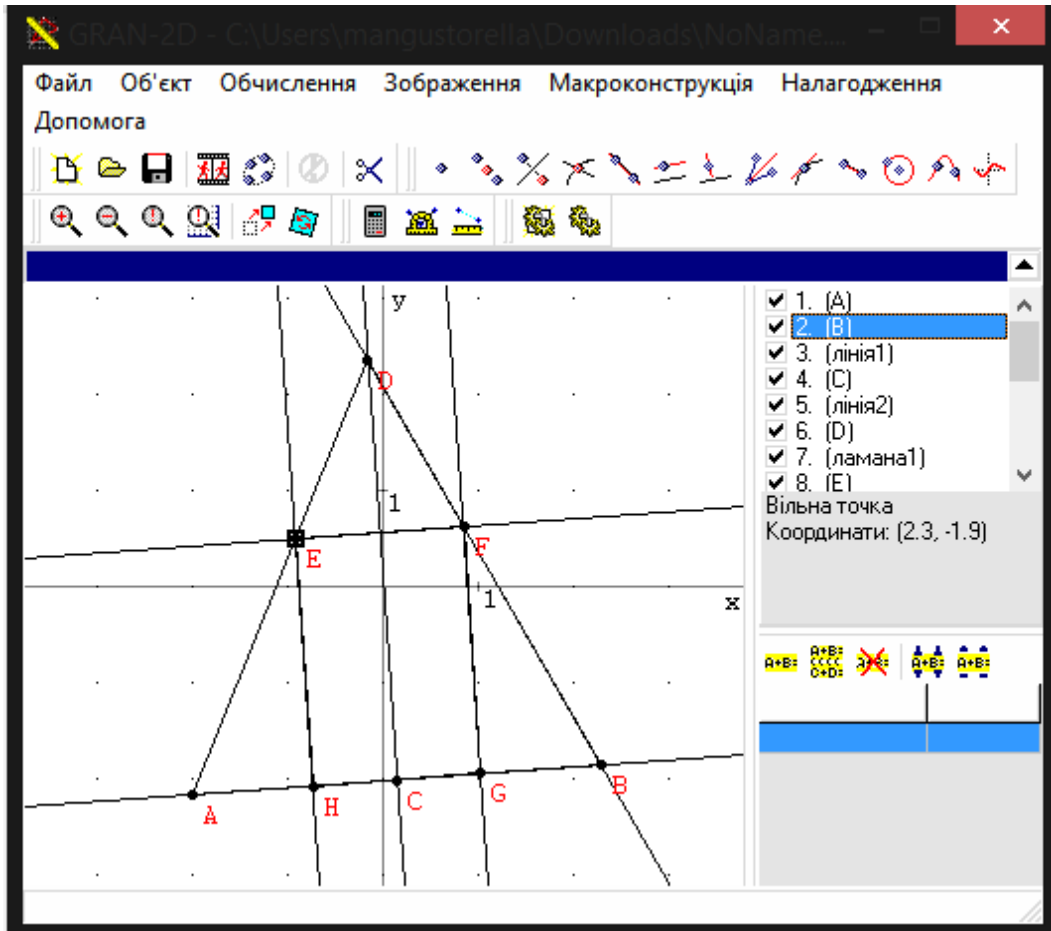 GRAN-2D - C:\Users\mangustorella\Downloads\NoName....
Файл Об'єкт Обчислення Зображення Макроконструкція Налагодження
Допомога
y
D
1
E
F
1
x
A
H
C
G
B
1. (A)
2. (B)
3. (лінія1)
4. (C)
5. (лінія2)
6. (D)
7. (ламана1)
8. (E)
Вільна точка
Координати: (2.3, -1.9)
A+B= A+B= CCCC C+D= A+B= A+B= A+B=